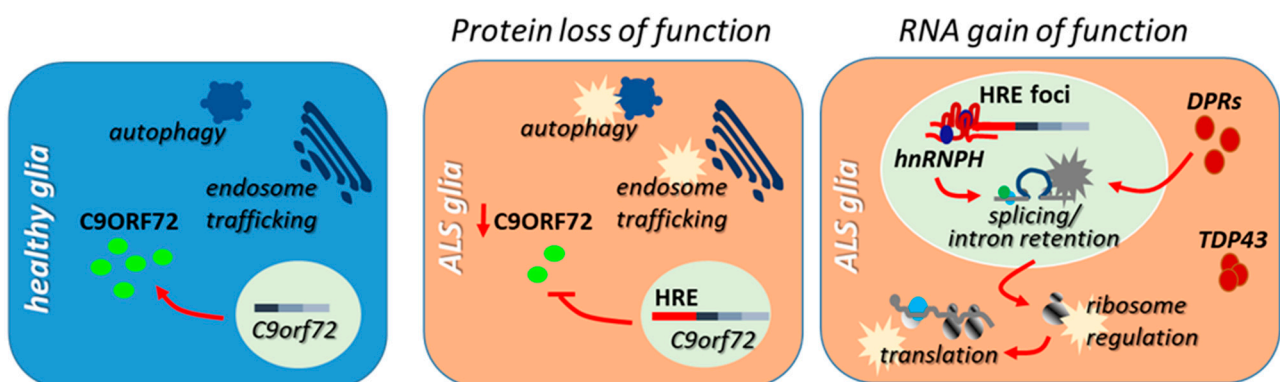 Protein loss of function
RNA gain of function
healthy glia
autophagy
endosome
trafficking
C9ORF72
C9orf72
ALS glia
autophagy
endosome
trafficking
C9ORF72
HRE
C9orf72
ALS glia
HRE foci
hnRNPH
splicing/
intron retention
DPRs
TDP43
ribosome
regulation
translation